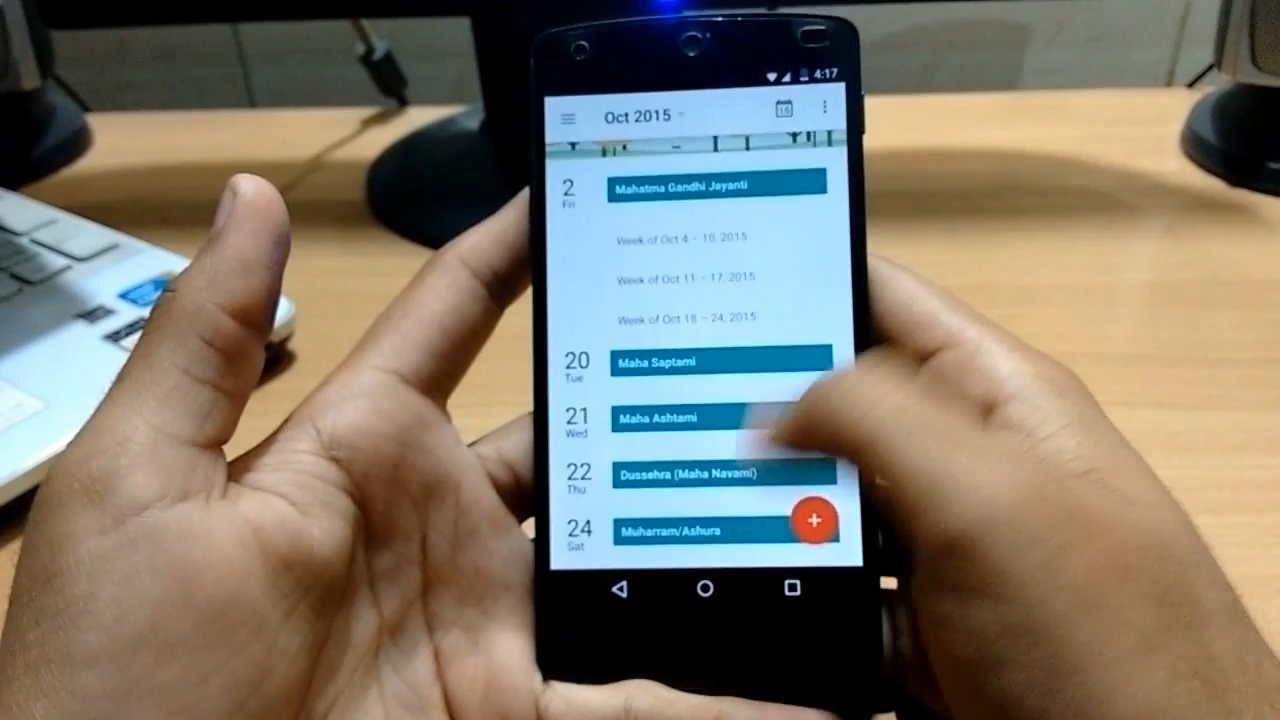 4:17
Oct 2015
16
2
Fri
Mahatma Gandhi Jayanti
Week of Oct 4 – 10, 2015
Week of Oct 11 – 17, 2015
Week of Oct 18 – 24, 2015
20
Tue
Maha Saptami
21
Wed
Maha Ashtami
22
Thu
Dussehra (Maha Navami)
24
Sat
Muharram/Ashura
+